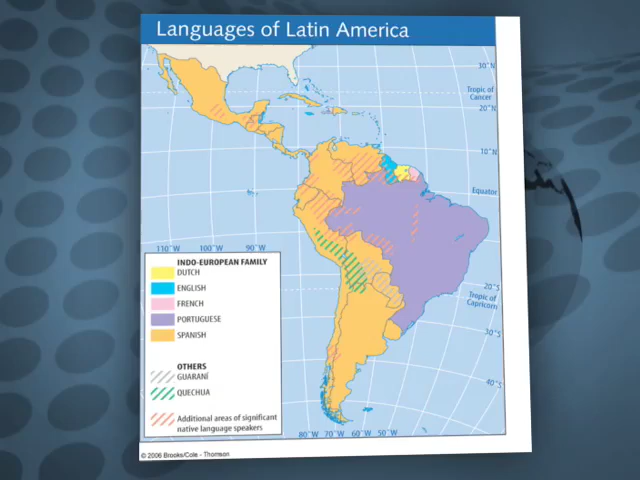 Languages of Latin America
30°N
Tropic of
Cancer
20°N
10°N
Equator
110°W 100°W 90°W
20°S
Tropic of
Capricorn
30°S
40°S
80°W 70°W 60°W 50°W
INDO-EUROPEAN FAMILY
DUTCH
ENGLISH
FRENCH
PORTUGUESE
SPANISH
OTHERS
GUARANÍ
QUECHUA
Additional areas of significant
native language speakers
© 2006 Brooks/Cole - Thomson